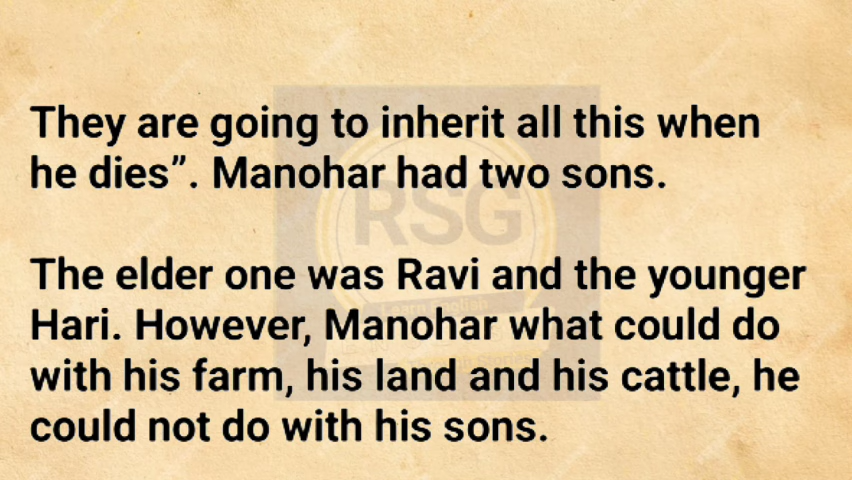 They are going to inherit all this when
he dies”. Manohar had two sons.
RSG
The elder one was Ravi and the younger
Hari. However, Manohar what could do
with his farm, his land and his cattle, he
could not do with his sons.